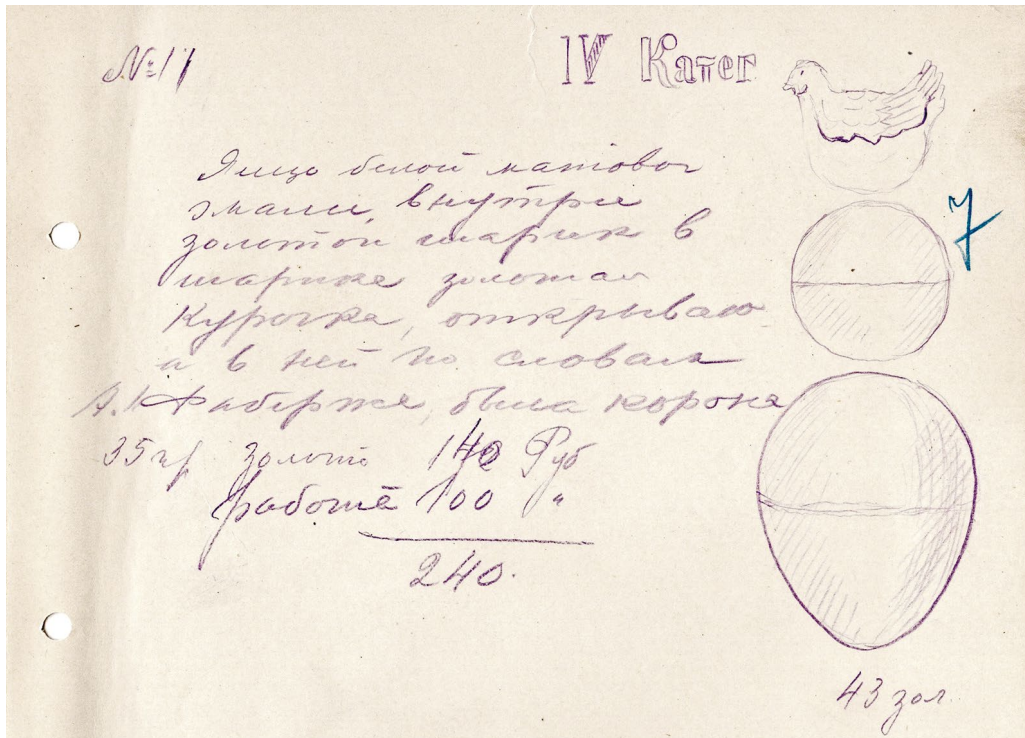 № 11
IV Катег
7
Яицо белой матовой
эмали, внутри
золотой шарик в
шарике золотая
Курочка, открываю
а в ней по словам
А. К Фаберже, была корона
35 гр Золото 140 Руб
работа 100 "
240.
43 зол.